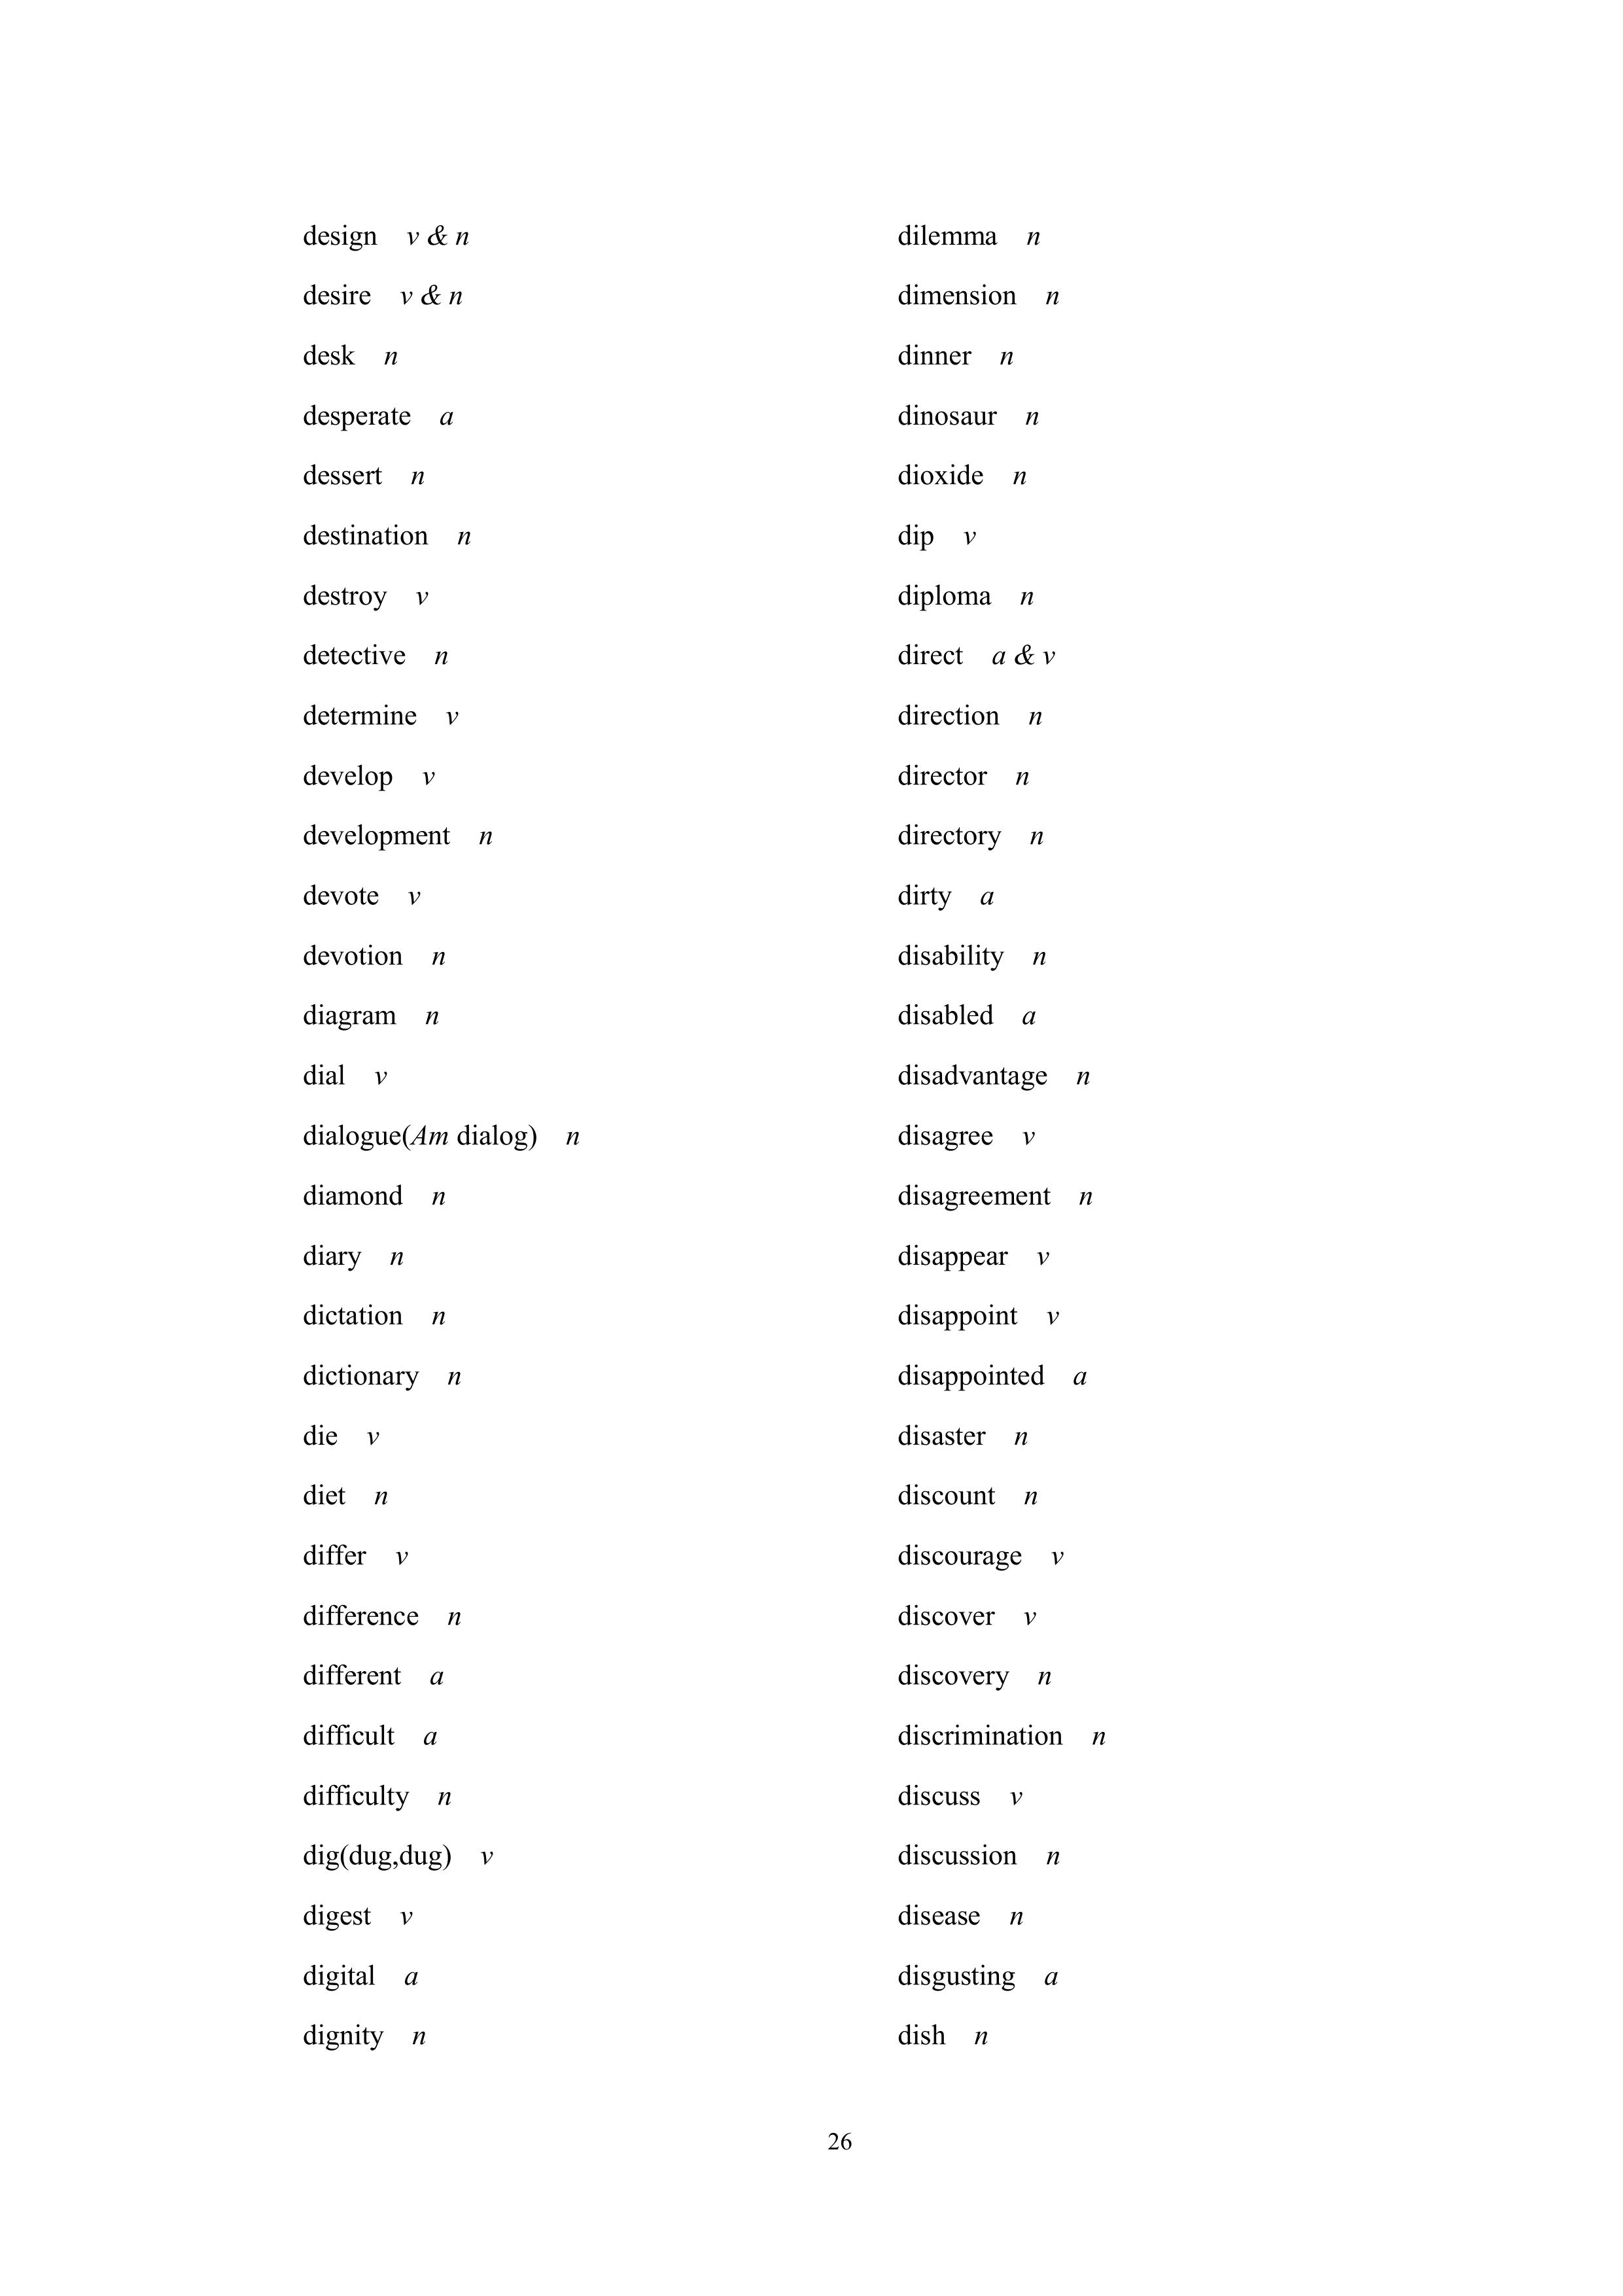 design v & n
desire v & n
desk n
desperate a
dessert n
destination n
destroy v
detective n
determine v
develop v
development n
devote v
devotion n
diagram n
dial v
dialogue(Am dialog) n
diamond n
diary n
dictation n
dictionary n
die v
diet n
differ v
difference n
different a
difficult a
difficulty n
dig(dug,dug) v
digest v
digital a
dignity n
dilemma n
dimension n
dinner n
dinosaur n
dioxide n
dip v
diploma n
direct a & v
direction n
director n
directory n
dirty a
disability n
disabled a
disadvantage n
disagree v
disagreement n
disappear v
disappoint v
disappointed a
disaster n
discount n
discourage v
discover v
discovery n
discrimination n
discuss v
discussion n
disease n
disgusting a
dish n
26